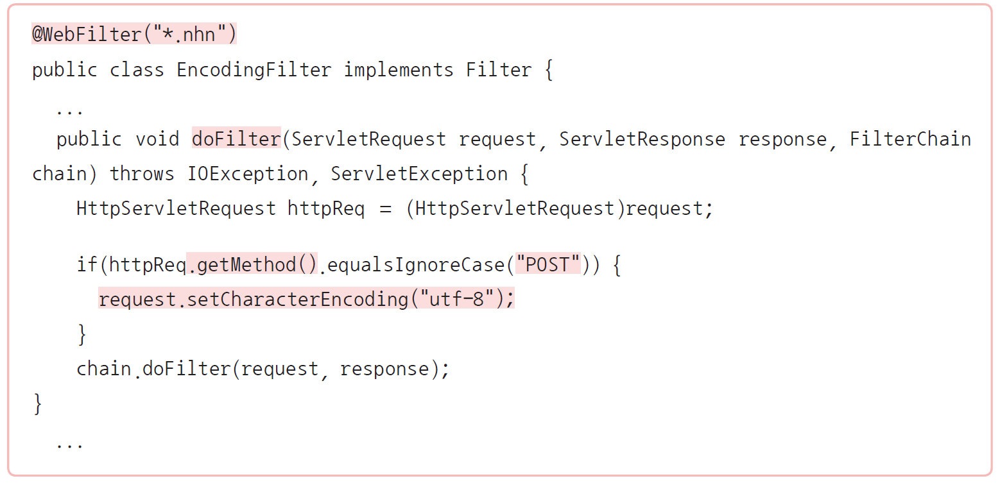 @WebFilter("*.nhn")
public class EncodingFilter implements Filter {
...
public void doFilter(ServletRequest request, ServletResponse response, FilterChain
chain) throws IOException, ServletException {
HttpServletRequest httpReq = (HttpServletRequest)request;
if(httpReq.getMethod().equalsIgnoreCase("POST")) {
request.setCharacterEncoding("utf-8");
}
chain.doFilter(request, response);
}
...